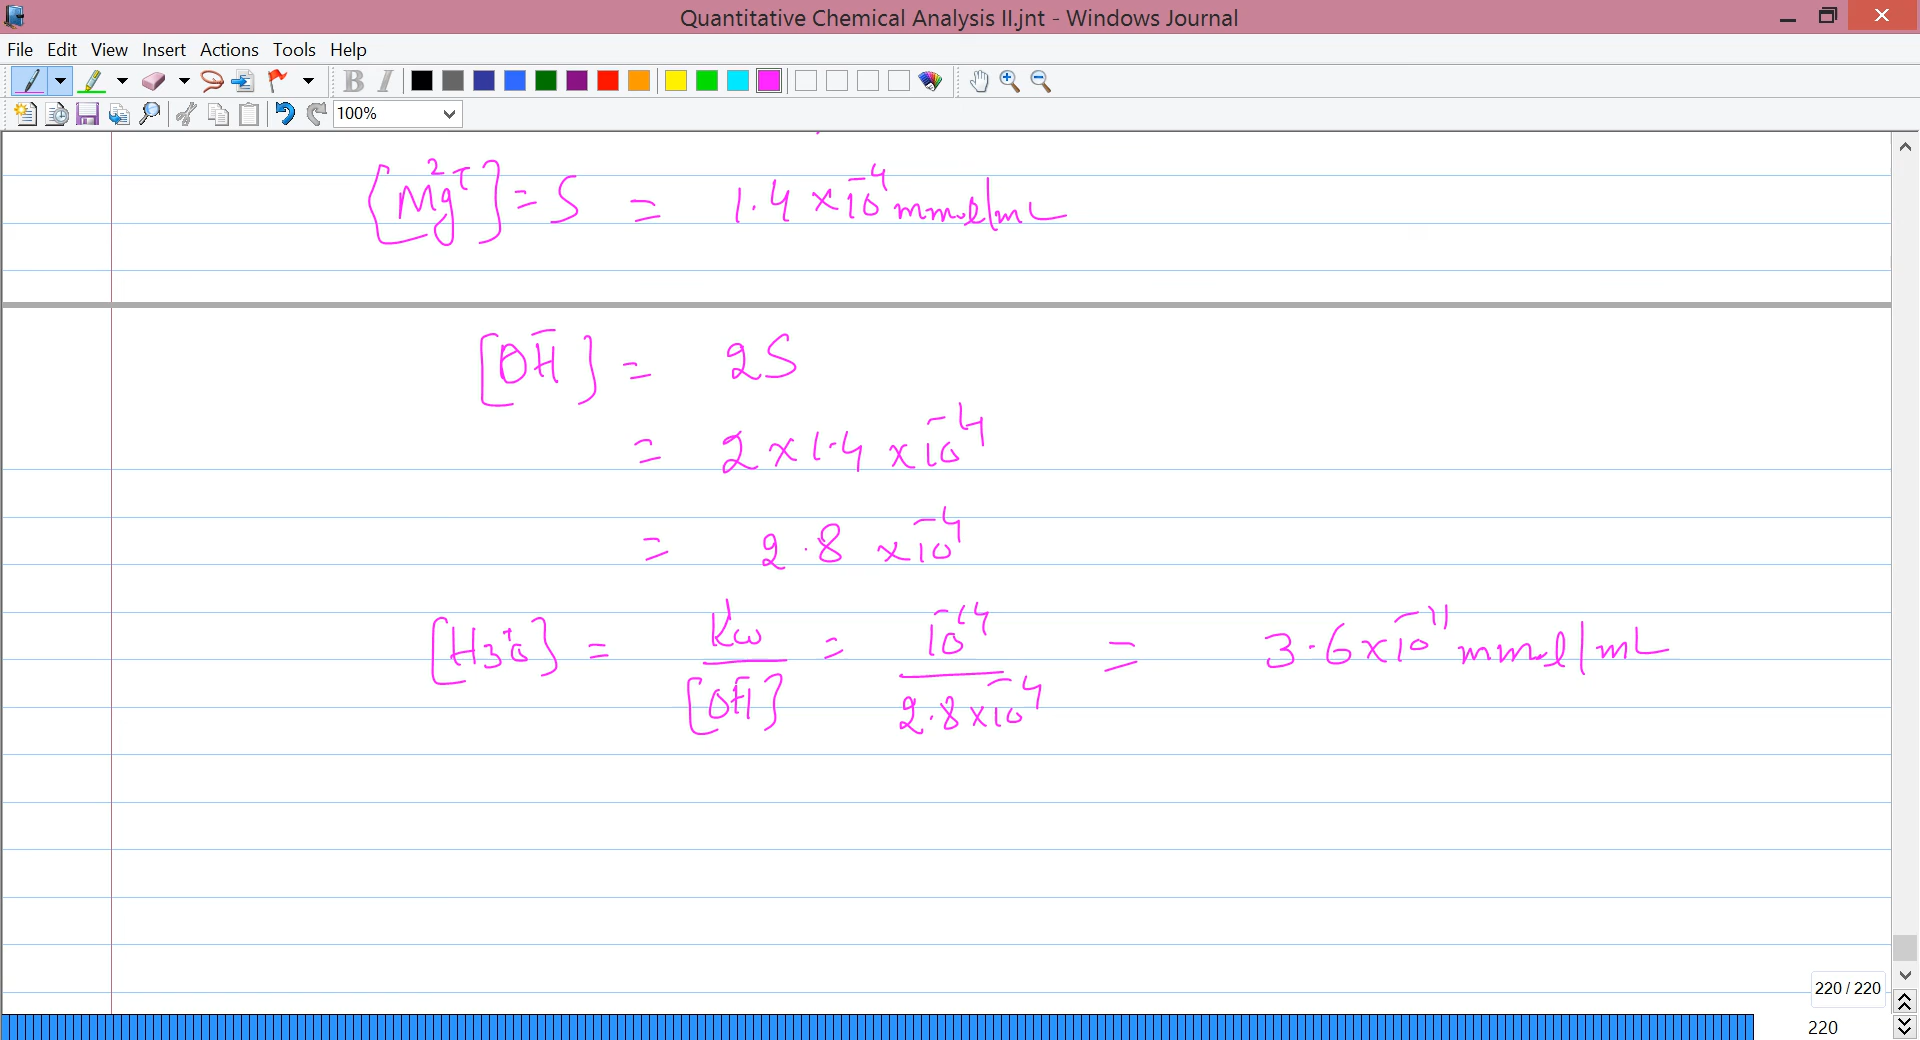 Quantitative Chemical Analysis II.jnt - Windows Journal
File Edit View Insert Actions Tools Help
B I
100%
[Mg²⁺] = S = 1.4 × 10⁻⁴ mmol/mL
[OH⁻] = 2S
= 2 × 1.4 × 10⁻⁴
= 2.8 × 10⁻⁴
[H₃O⁺] = Kw / [OH⁻] = 10⁻¹⁴ / 2.8 × 10⁻⁴ = 3.6 × 10⁻¹¹ mmol/mL
220 / 220
220